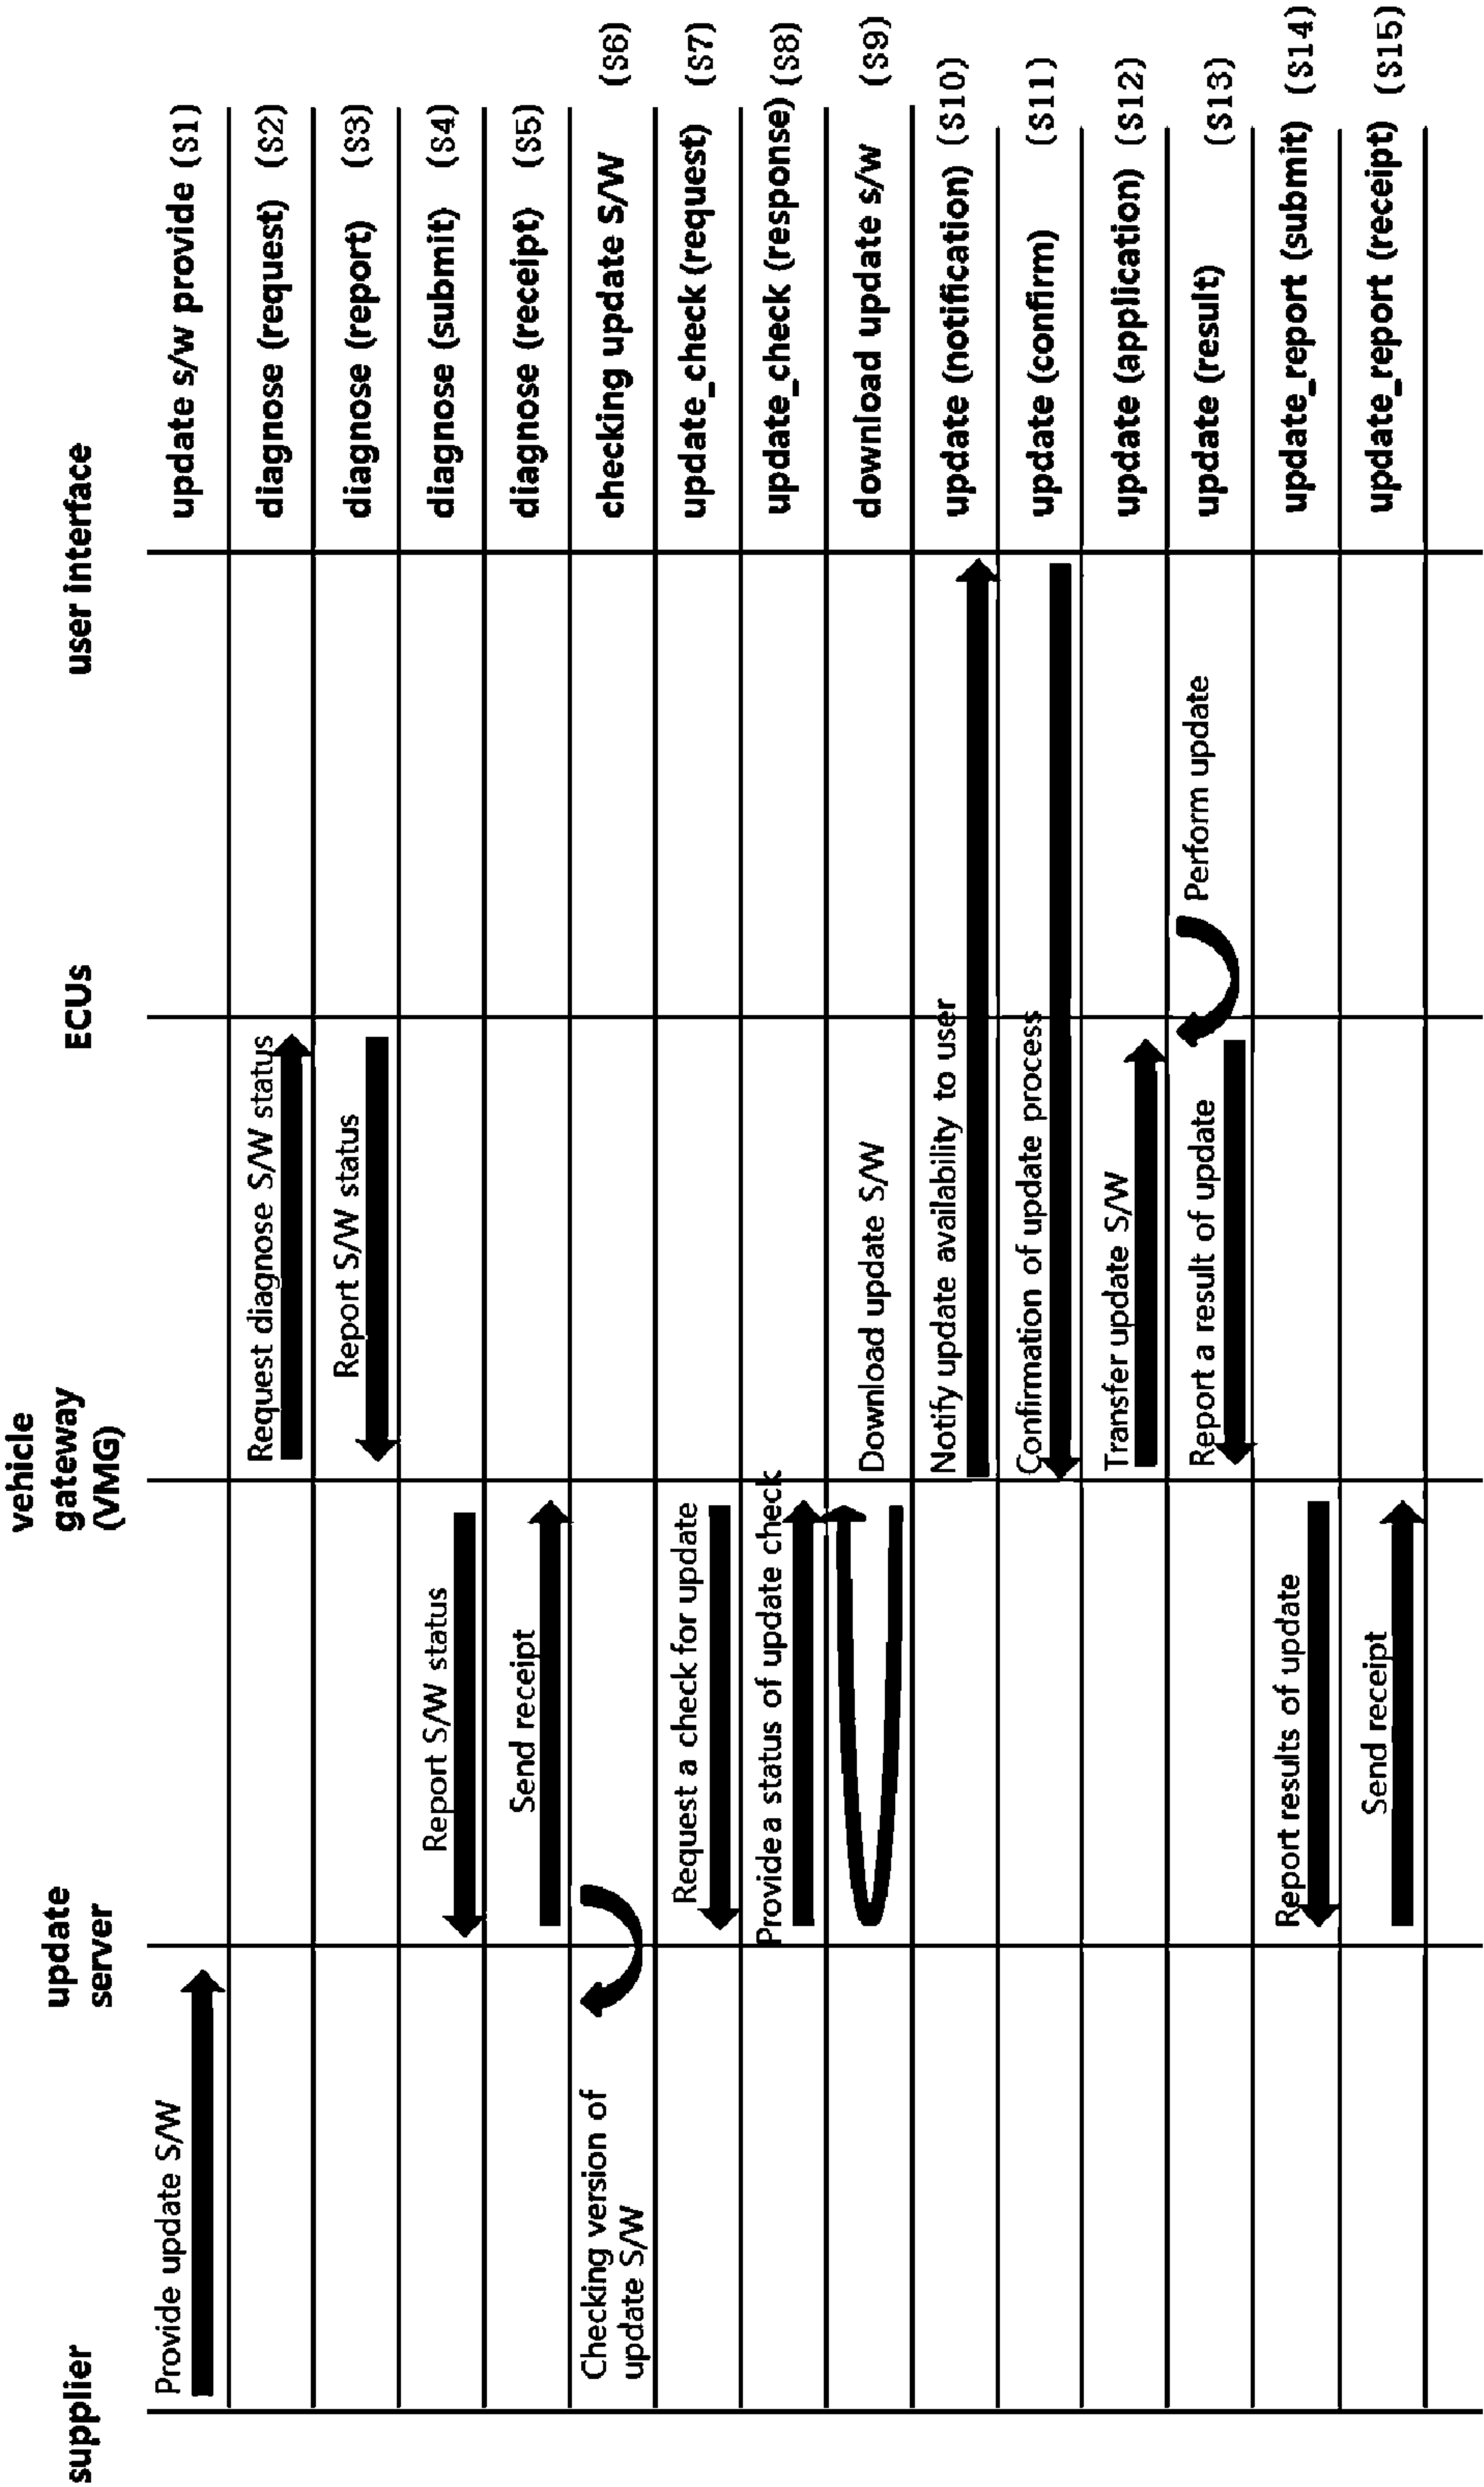 supplier
update
server
vehicle
gateway
(VMG)
ECUs
user interface
Provide update S/W
update s/w provide (S1)
Request diagnose S/W status
diagnose (request) (S2)
Report S/W status
diagnose (report) (S3)
Report S/W status
diagnose (submit) (S4)
Send receipt
diagnose (receipt) (S5)
Checking version of
update S/W
checking update S/W (S6)
Request a check for update
update_check (request) (S7)
Provide a status of update check
update_check (response) (S8)
Download update S/W
download update s/w (S9)
Notify update availability to user
update (notification) (S10)
Confirmation of update process
update (confirm) (S11)
Transfer update S/W
update (application) (S12)
Report a result of update
Perform update
update (result) (S13)
Report results of update
update_report (submit) (S14)
Send receipt
update_report (receipt) (S15)